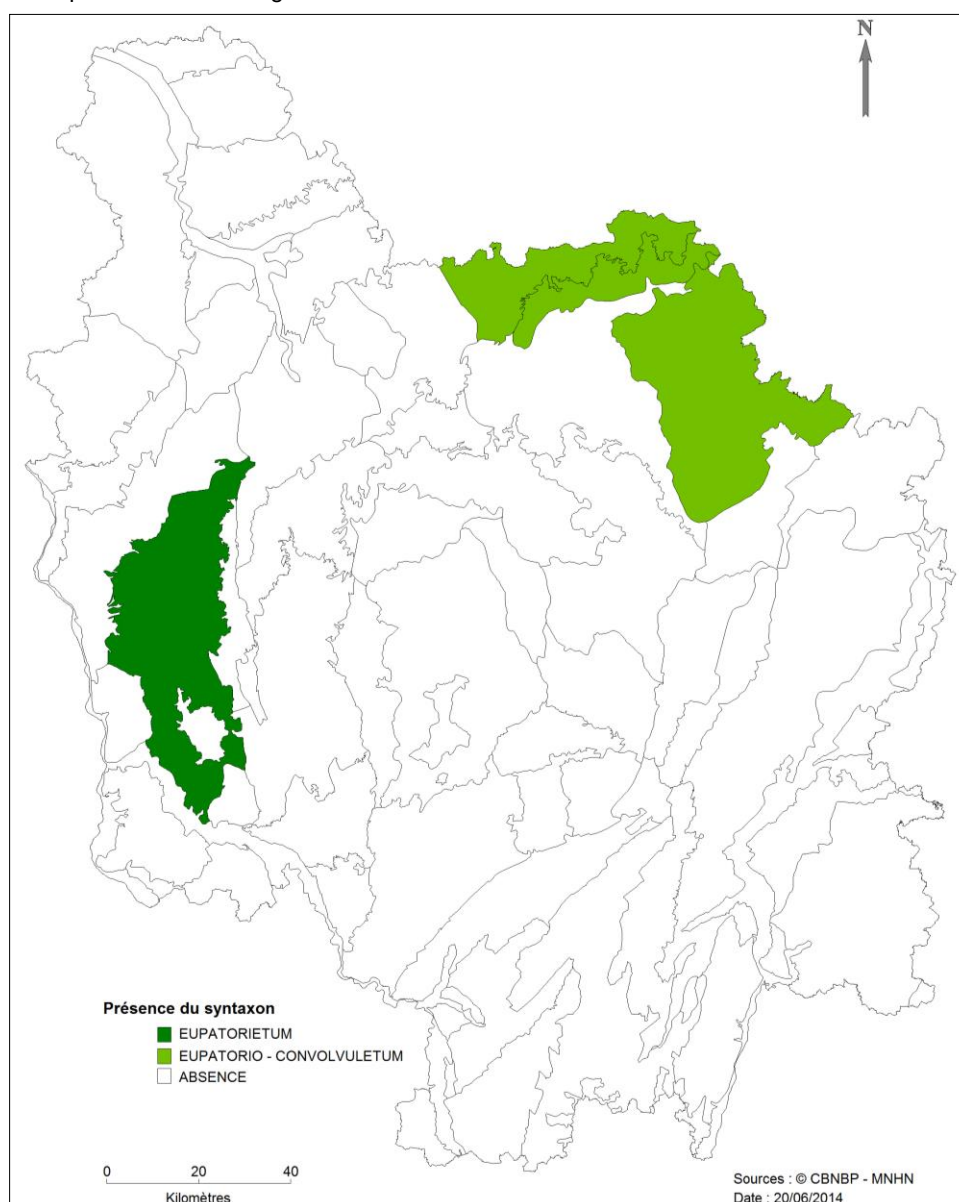 N
Présence du syntaxon
EUPATORIETUM
EUPATORIO - CONVOLVULETUM
ABSENCE
0 20 40
Kilomètres
Sources : © CBNBP - MNHN
Date : 20/06/2014